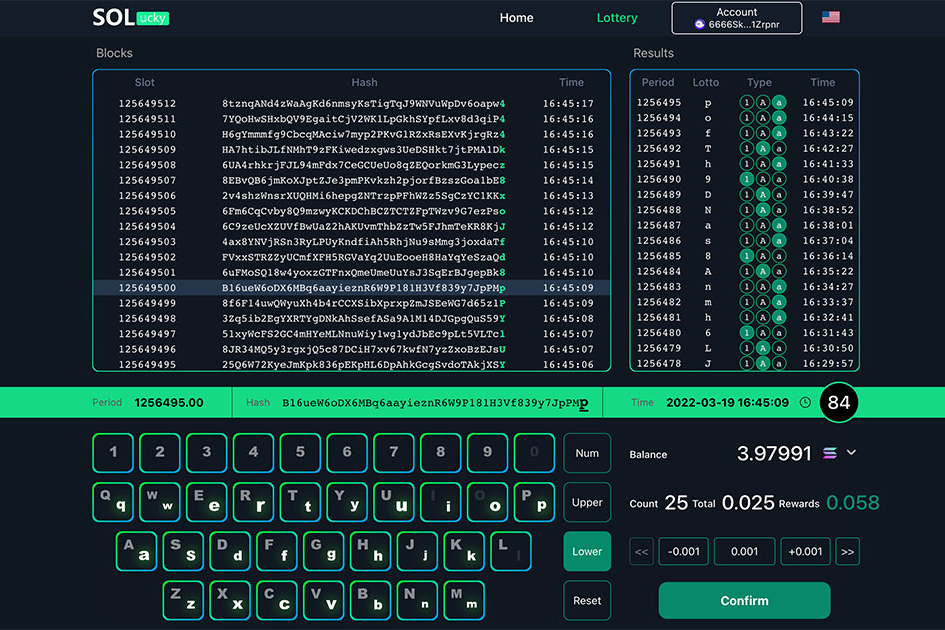 SOLucky Home Lottery Account
6666Sk...1Zrpnr
Blocks Results
Slot Hash Time Period Lotto Type Time
125649512 8tznqANd4zWaAgKd6nmsyKsTigTqJ9WNVuWpDv6oapw4 16:45:17
125649511 7YQoHwSHxbQV9EgaitCjV2WK1LpGkhSYpfLxv8d3qiP4 16:45:16
125649510 H6gYmmmfg9CbcqMAciw7myp2PKvG1RZxRsEXvKjrgRz4 16:45:16
125649509 HA7htibJLfNMhT9zFKiwedzxgws3UeDSHkt7jtPMA1Dk 16:45:15
125649508 6UA4rhkrjFJL94mFdx7CeGCUeUo8qZEQorkmG3Lypecz 16:45:15
125649507 8EBvQB6jmKoXJptZJe3pmPKvkzh2pjorfBzszGoa1bE8 16:45:14
125649506 2v4shzWnsrXUQHMi6hepgZNTrzpPFhWZz5SgCzYC1KKx 16:45:13
125649505 6Fm6CqCvby8Q9mzwyKCKDChBCZTCTZFpTWzv9G7ezPso 16:45:12
125649504 6C9zeUcXZUVfBwUaZ2hAKUvmThbZzTw5FJhmTeKR8KjJ 16:45:12
125649503 4ax8YNVjRSn3RyLPUyKndfiAh5RhjNu9sMmg3joxdaTf 16:45:10
125649502 FVxxSTRZZyUCmfXFH5RGVaYq2UuEooeH8HaYqYeSzaQd 16:45:10
125649501 6uFMoSQ18w4yoxzGTFnxQmeUmeUuYsJ3SqErBJgepBk8 16:45:10
125649500 B16ueW6oDX6MBq6aayieznR6W9P181H3Vf839y7JpPMp 16:45:09
125649499 8f6F14uwQWyuXh4b4rCCXSibXprxpZmJSEeWG7d65z1P 16:45:09
125649498 3Zq5ib2EgYXRTYgDNkAhSsefASa9A1M14DJGpgQuS59Y 16:45:08
125649497 51xyWcFS2GC4mHYeMLNnuWiy1wg1ydJbEc9pLt5VLTc1 16:45:07
125649496 8JR34MQ5y3rgxjQ5c87DCiH7xv67kwfN7yzZxoBzEJsU 16:45:07
125649495 25Q6W72KyeJmKpk836pEKpHL6DpAhkGcgSvdoTAkjXSY 16:45:06
1256495 p 1 A a 16:45:09
1256494 o 1 A a 16:44:15
1256493 f 1 A a 16:43:22
1256492 T 1 A a 16:42:27
1256491 h 1 A a 16:41:33
1256490 9 1 A a 16:40:38
1256489 D 1 A a 16:39:47
1256488 N 1 A a 16:38:52
1256487 a 1 A a 16:38:01
1256486 s 1 A a 16:37:04
1256485 8 1 A a 16:36:14
1256484 A 1 A a 16:35:22
1256483 n 1 A a 16:34:27
1256482 m 1 A a 16:33:37
1256481 h 1 A a 16:32:41
1256480 6 1 A a 16:31:43
1256479 L 1 A a 16:30:50
1256478 J 1 A a 16:29:57
Period 1256495.00 Hash B16ueW6oDX6MBq6aayieznR6W9P181H3Vf839y7JpPMp Time 2022-03-19 16:45:09 84
1 2 3 4 5 6 7 8 9 0 Num
Q q W w E e R r T t Y y U u I i O o P p Upper
A a S s D d F f G g H h J j K k L l Lower
Z z X x C c V v B b N n M m Reset
Balance 3.97991
Count 25 Total 0.025 Rewards 0.058
<< -0.001 0.001 +0.001 >>
Confirm